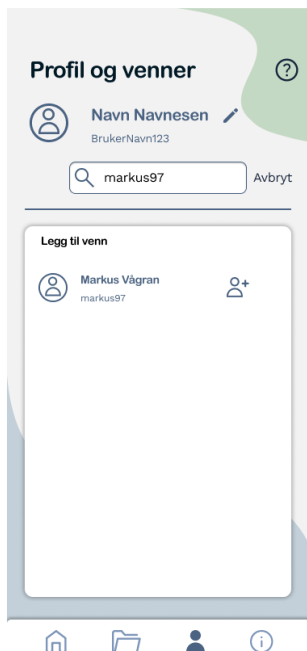 Profil og venner
Navn Navnesen
BrukerNavn123
markus97
Avbryt
Legg til venn
Markus Vågran
markus97